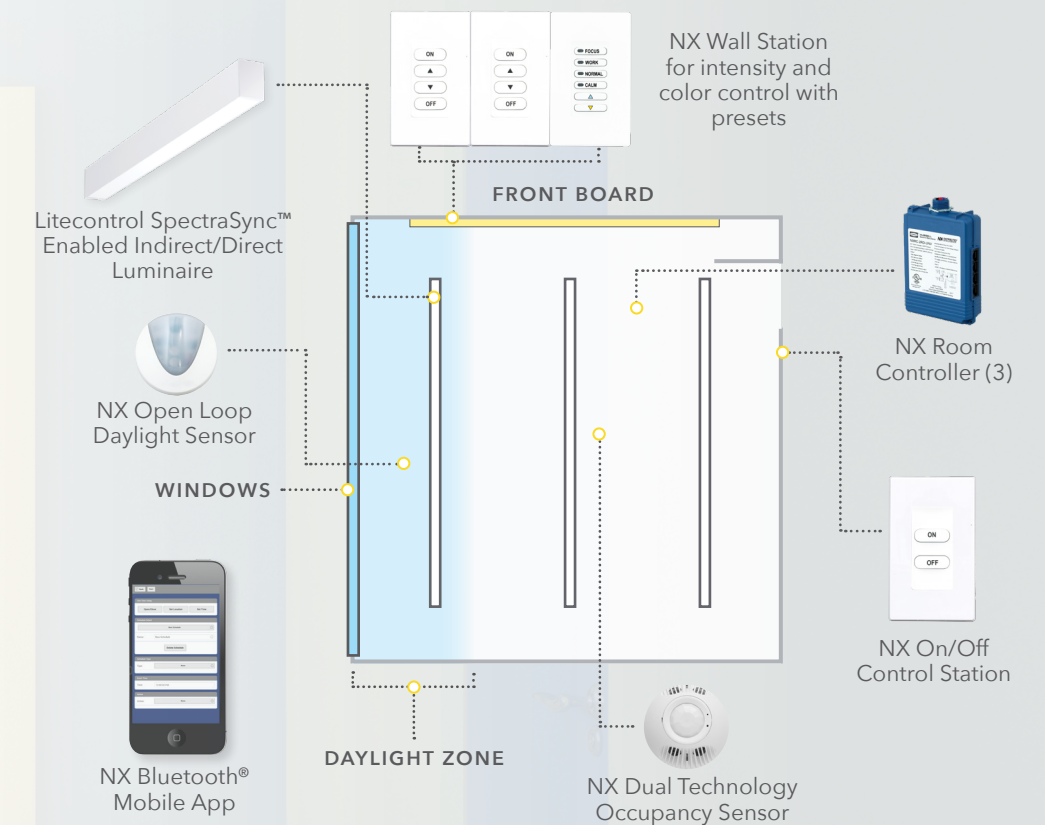 ON
ON
▲
▲
▼
▼
OFF
OFF
FOCUS
WORK
NORMAL
CALM
NX Wall Station
for intensity and
color control with
presets
FRONT BOARD
Litecontrol SpectraSync™
Enabled Indirect/Direct
Luminaire
NX Room
Controller (3)
NX Open Loop
Daylight Sensor
WINDOWS
ON
OFF
NX On/Off
Control Station
DAYLIGHT ZONE
NX Bluetooth®
Mobile App
NX Dual Technology
Occupancy Sensor